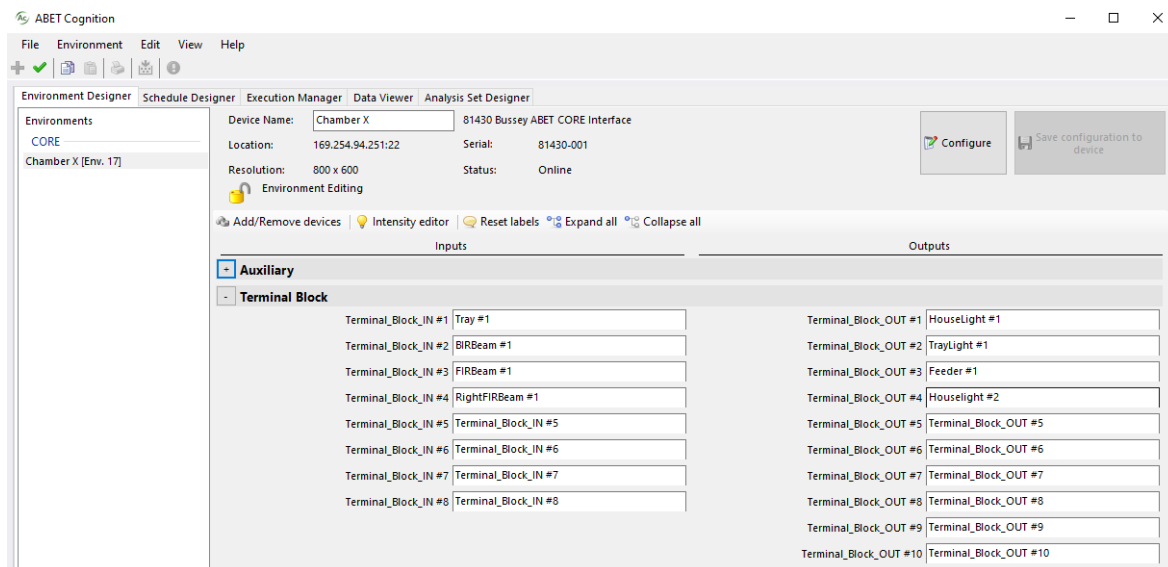 ABET Cognition
File Environment Edit View Help
Environment Designer Schedule Designer Execution Manager Data Viewer Analysis Set Designer
Environments
CORE
Chamber X [Env. 17]
Device Name: Chamber X 81430 Bussey ABET CORE Interface
Location: 169.254.94.251:22 Serial: 81430-001
Resolution: 800 x 600 Status: Online
Environment Editing
Configure
Save configuration to
device
Add/Remove devices Intensity editor Reset labels Expand all Collapse all
Inputs Outputs
+ Auxiliary
- Terminal Block
Terminal_Block_IN #1 Tray #1 Terminal_Block_OUT #1 HouseLight #1
Terminal_Block_IN #2 BIRBeam #1 Terminal_Block_OUT #2 TrayLight #1
Terminal_Block_IN #3 FIRBeam #1 Terminal_Block_OUT #3 Feeder #1
Terminal_Block_IN #4 RightFIRBeam #1 Terminal_Block_OUT #4 Houselight #2
Terminal_Block_IN #5 Terminal_Block_IN #5 Terminal_Block_OUT #5 Terminal_Block_OUT #5
Terminal_Block_IN #6 Terminal_Block_IN #6 Terminal_Block_OUT #6 Terminal_Block_OUT #6
Terminal_Block_IN #7 Terminal_Block_IN #7 Terminal_Block_OUT #7 Terminal_Block_OUT #7
Terminal_Block_IN #8 Terminal_Block_IN #8 Terminal_Block_OUT #8 Terminal_Block_OUT #8
Terminal_Block_OUT #9 Terminal_Block_OUT #9
Terminal_Block_OUT #10 Terminal_Block_OUT #10